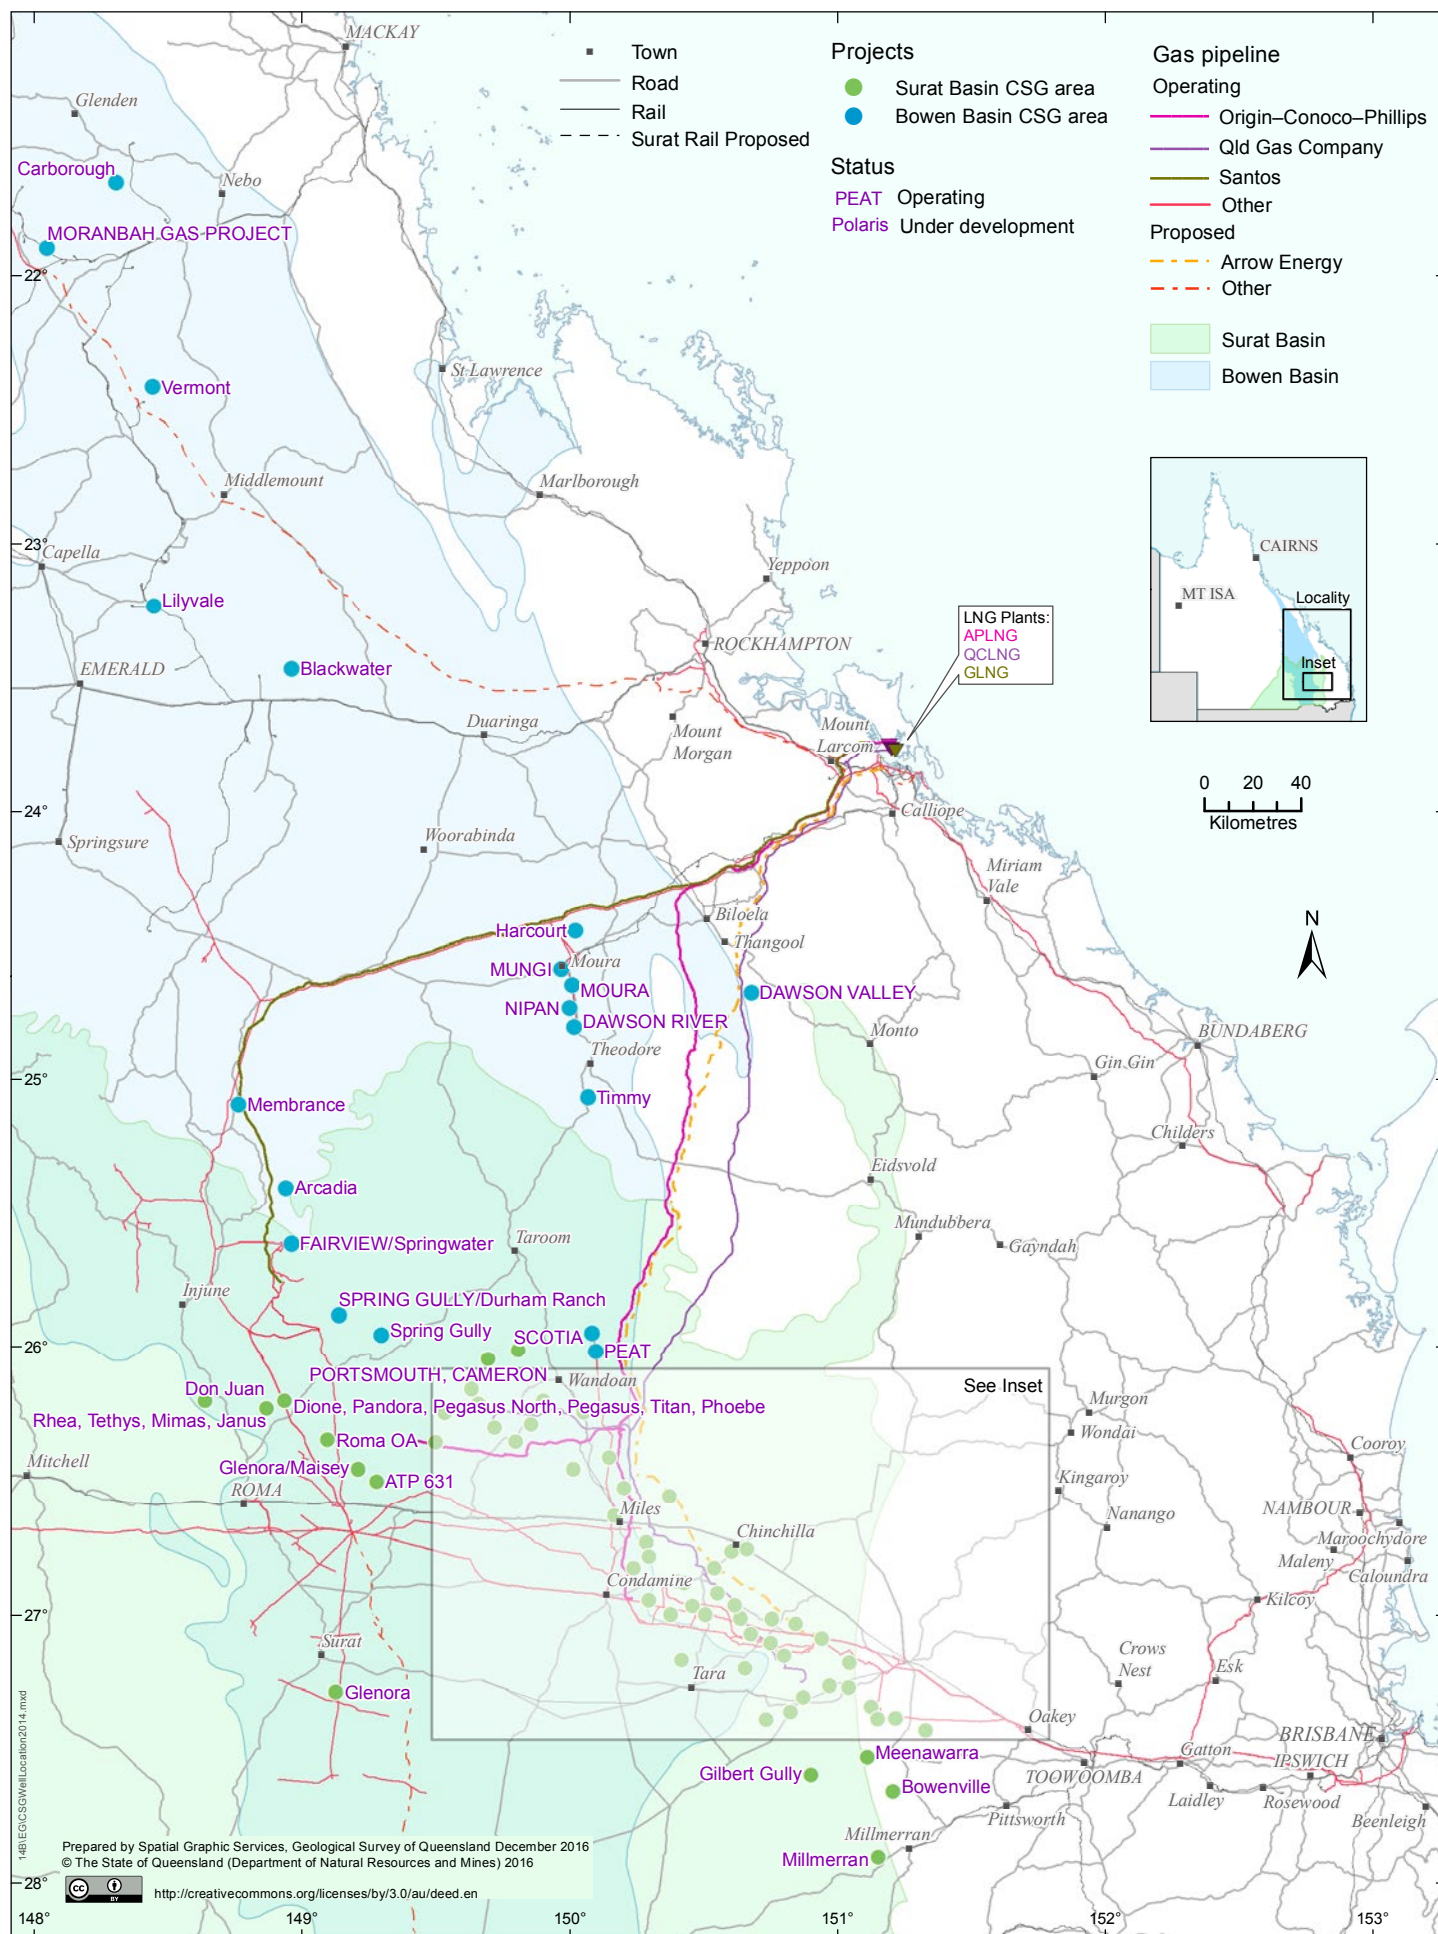 MACKAY
Glenden
Carborough
Nebo
MORANBAH GAS PROJECT
Town
Road
Rail
Surat Rail Proposed
Projects
Surat Basin CSG area
Bowen Basin CSG area
Status
PEAT Operating
Polaris Under development
Gas pipeline
Operating
Origin–Conoco–Phillips
Qld Gas Company
Santos
Other
Proposed
Arrow Energy
Other
Surat Basin
Bowen Basin
22°
St Lawrence
Vermont
Middlemount
Marlborough
23°
Capella
Yeppoon
Lilyvale
ROCKHAMPTON
EMERALD
Blackwater
Duaringa
Mount
Morgan
Mount
Larcom
LNG Plants:
APLNG
QCLNG
GLNG
CAIRNS
MT ISA
Locality
Inset
0 20 40
Kilometres
N
24°
Calliope
Springsure
Woorabinda
Miriam
Vale
Biloela
Thangool
Harcourt
Moura
MUNGI
MOURA
NIPAN
DAWSON RIVER
DAWSON VALLEY
Theodore
Monto
BUNDABERG
Gin Gin
25°
Membrance
Timmy
Childers
Eidsvold
Arcadia
Mundubbera
Gayndah
FAIRVIEW/Springwater
Taroom
Injune
SPRING GULLY/Durham Ranch
Spring Gully
SCOTIA
PEAT
26°
PORTSMOUTH, CAMERON
Wandoan
See Inset
Don Juan
Rhea, Tethys, Mimas, Janus
Dione, Pandora, Pegasus North, Pegasus, Titan, Phoebe
Murgon
Wondai
Roma OA
Cooroy
Mitchell
Glenora/Maisey
ATP 631
Kingaroy
ROMA
Nanango
NAMBOUR
Miles
Chinchilla
Maroochydore
Maleny
Caloundra
Condamine
27°
Kilcoy
Surat
Tara
Crows
Nest
Esk
Glenora
Oakey
BRISBANE
Meenawarra
Gatton
IPSWICH
Gilbert Gully
TOOWOOMBA
Bowenville
Laidley
Rosewood
Pittsworth
Beenleigh
Millmerran
Millmerran
14B\EG\CSGWellLocation2014.mxd
Prepared by Spatial Graphic Services, Geological Survey of Queensland December 2016
© The State of Queensland (Department of Natural Resources and Mines) 2016
cc BY
http://creativecommons.org/licenses/by/3.0/au/deed.en
28°
148° 149° 150° 151° 152° 153°